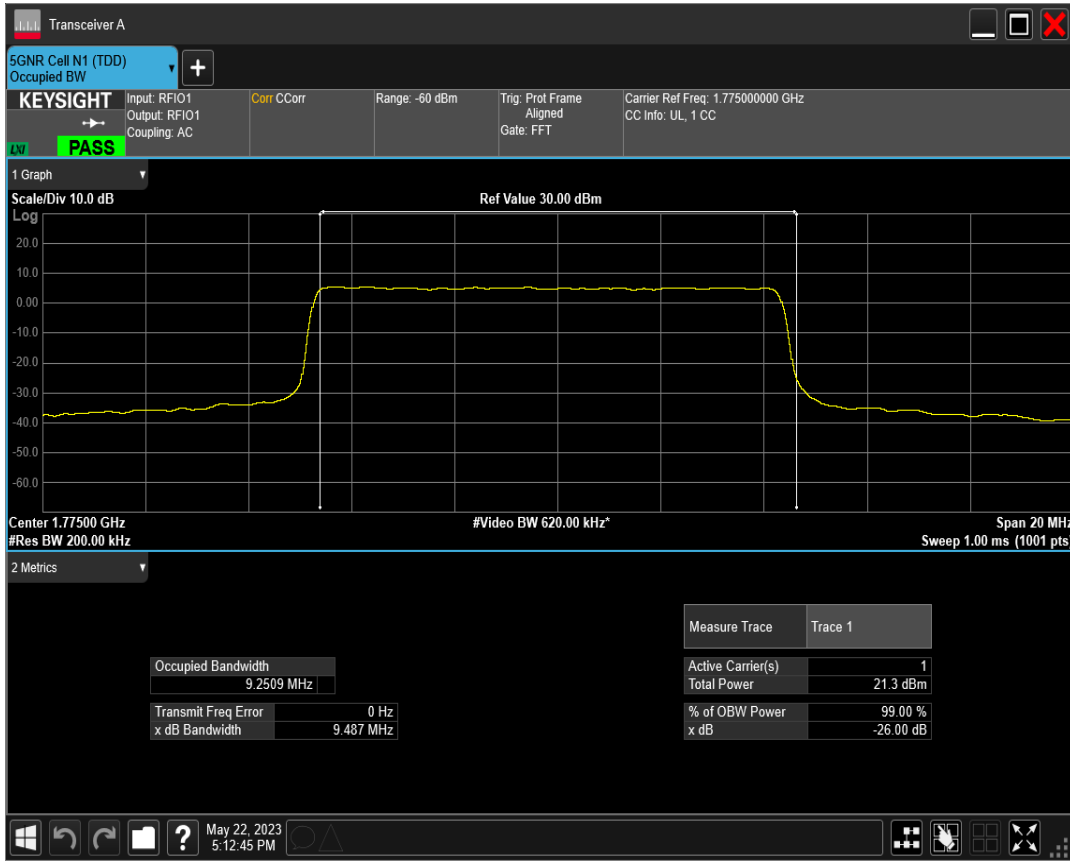 Transceiver A
5GNR Cell N1 (TDD)
Occupied BW
+
KEYSIGHT
LXI
PASS
Input: RFIO1
Output: RFIO1
Coupling: AC
Corr CCorr
Range: -60 dBm
Trig: Prot Frame
Aligned
Gate: FFT
Carrier Ref Freq: 1.775000000 GHz
CC Info: UL, 1 CC
1 Graph
Scale/Div 10.0 dB
Ref Value 30.00 dBm
Log
20.0
10.0
0.00
-10.0
-20.0
-30.0
-40.0
-50.0
-60.0
Center 1.77500 GHz
#Video BW 620.00 kHz*
Span 20 MHz
#Res BW 200.00 kHz
Sweep 1.00 ms (1001 pts)
2 Metrics
Measure Trace Trace 1
Occupied Bandwidth
9.2509 MHz
Active Carrier(s) 1
Total Power 21.3 dBm
Transmit Freq Error 0 Hz
x dB Bandwidth 9.487 MHz
% of OBW Power 99.00 %
x dB -26.00 dB
?
May 22, 2023
5:12:45 PM